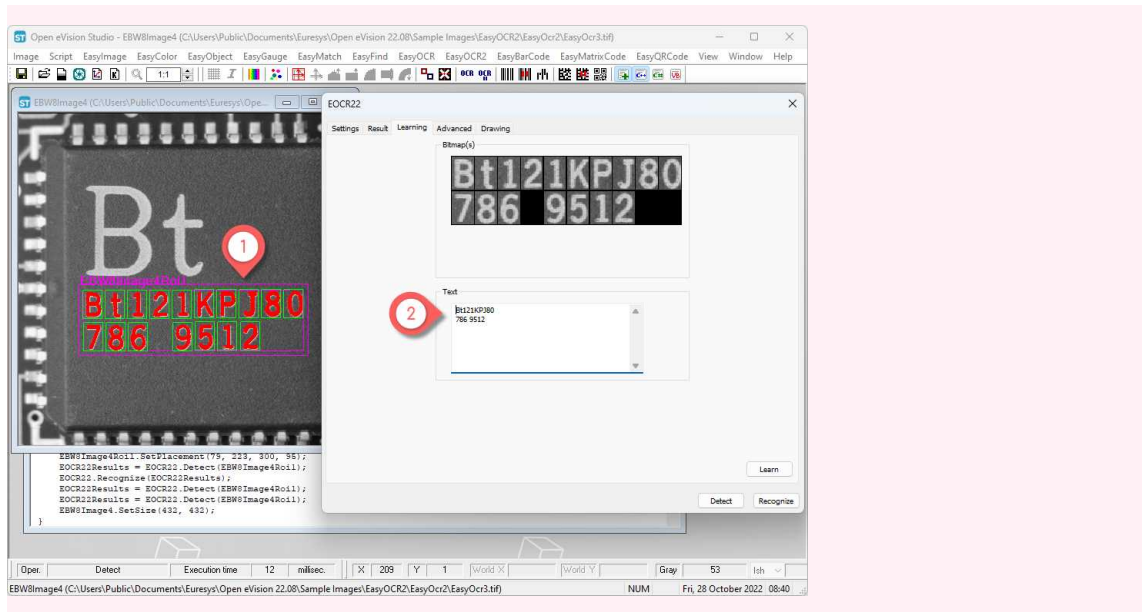 Open eVision Studio - EBW8Image4 (C:\Users\Public\Documents\Euresys\Open eVision 22.08\Sample Images\EasyOCR2\EasyOcr2\EasyOcr3.tif)
Image Script EasyImage EasyColor EasyObject EasyGauge EasyMatch EasyFind EasyOCR EasyOCR2 EasyBarCode EasyMatrixCode EasyQRCode View Window Help
1:1
EBW8Image4 (C:\Users\Public\Documents\Euresys\Ope...
EOCR22
Settings Result Learning Advanced Drawing
Bitmap(s)
Bt121KPJ80
786 9512
Bt
1
EBW8Image4Roi1
Bt121KPJ80
786 9512
Text
2
Bt121KPJ80
786 9512
EBW8Image4Roi1.SetPlacement(79, 223, 300, 96);
EOCR22Results = EOCR22.Detect(EBW8Image4Roi1);
EOCR22.Recognize(EOCR22Results);
EOCR22Results = EOCR22.Detect(EBW8Image4Roi1);
EOCR22Results = EOCR22.Detect(EBW8Image4Roi1);
EBW8Image4.SetSize(432, 432);
}
Learn
Detect Recognize
Oper. Detect Execution time 12 millisec. X 209 Y 1 World X World Y Gray 53
EBW8Image4 (C:\Users\Public\Documents\Euresys\Open eVision 22.08\Sample Images\EasyOCR2\EasyOcr2\EasyOcr3.tif) NUM Fri, 28 October 2022 08:40